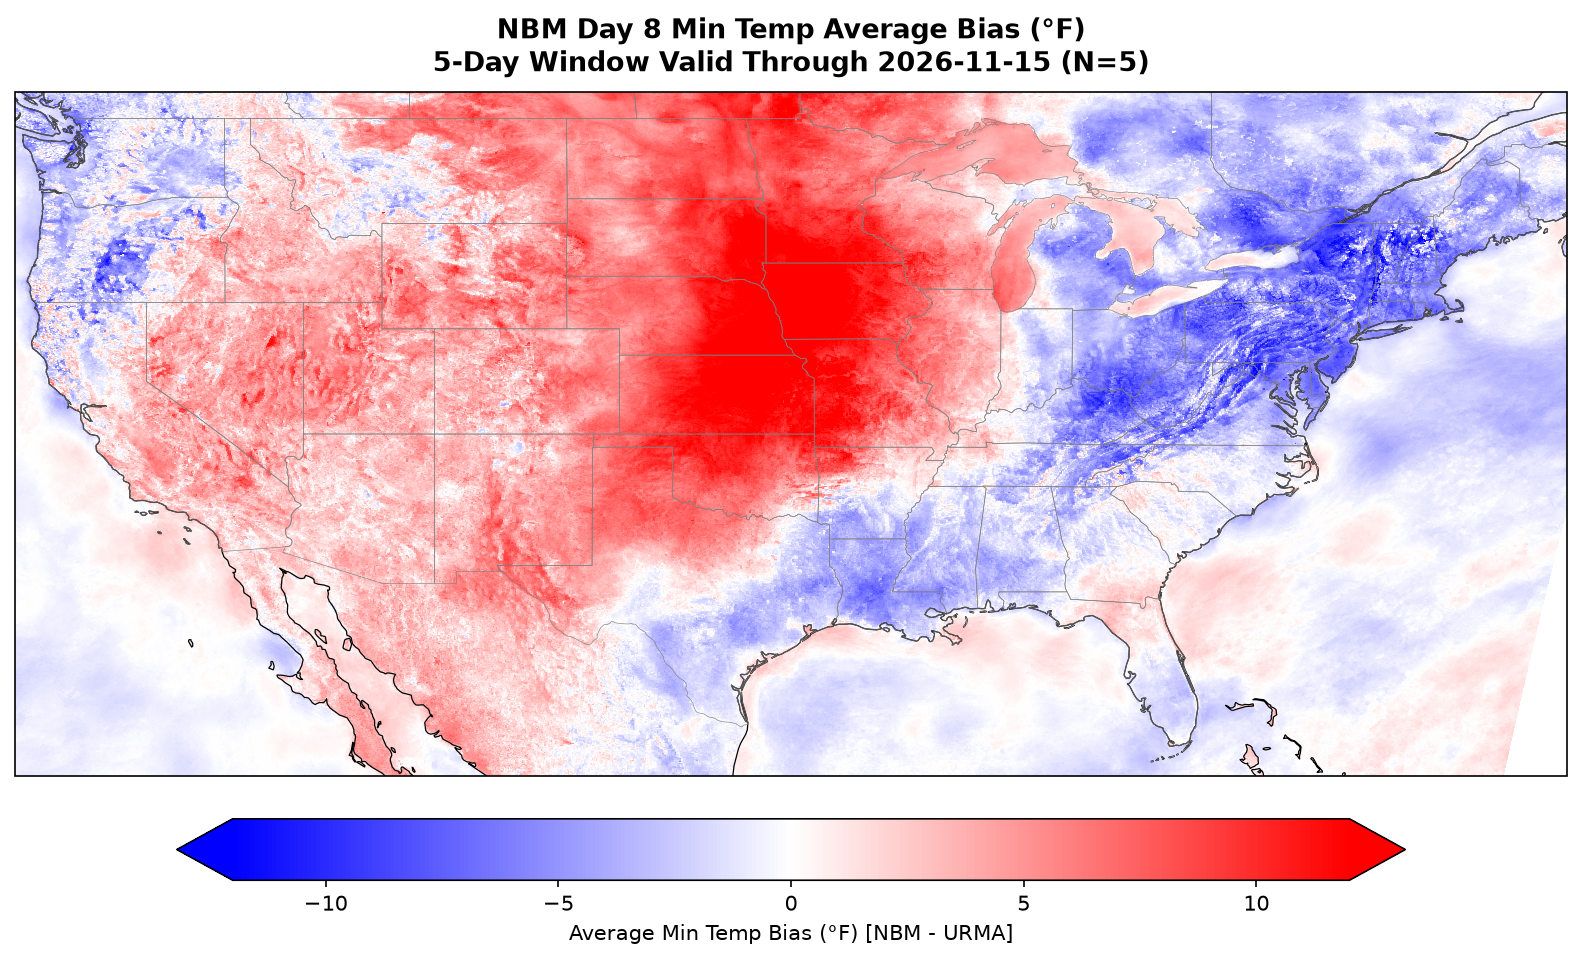 NBM Day 8 Min Temp Average Bias (°F)
5-Day Window Valid Through 2026-11-15 (N=5)
−10 −5 0 5 10
Average Min Temp Bias (°F) [NBM - URMA]